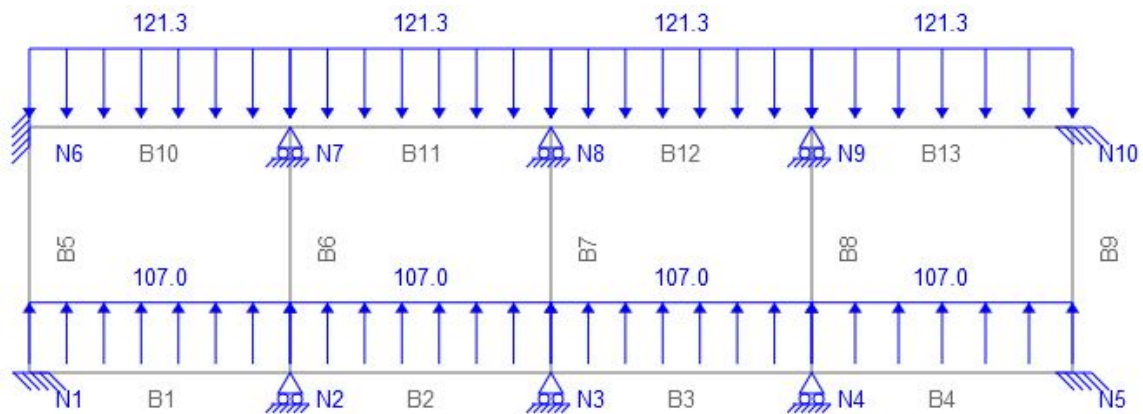 121.3 121.3 121.3 121.3
N6 B10 N7 B11 N8 B12 N9 B13 N10
B5 B6 B7 B8 B9
107.0 107.0 107.0 107.0
N1 B1 N2 B2 N3 B3 N4 B4 N5